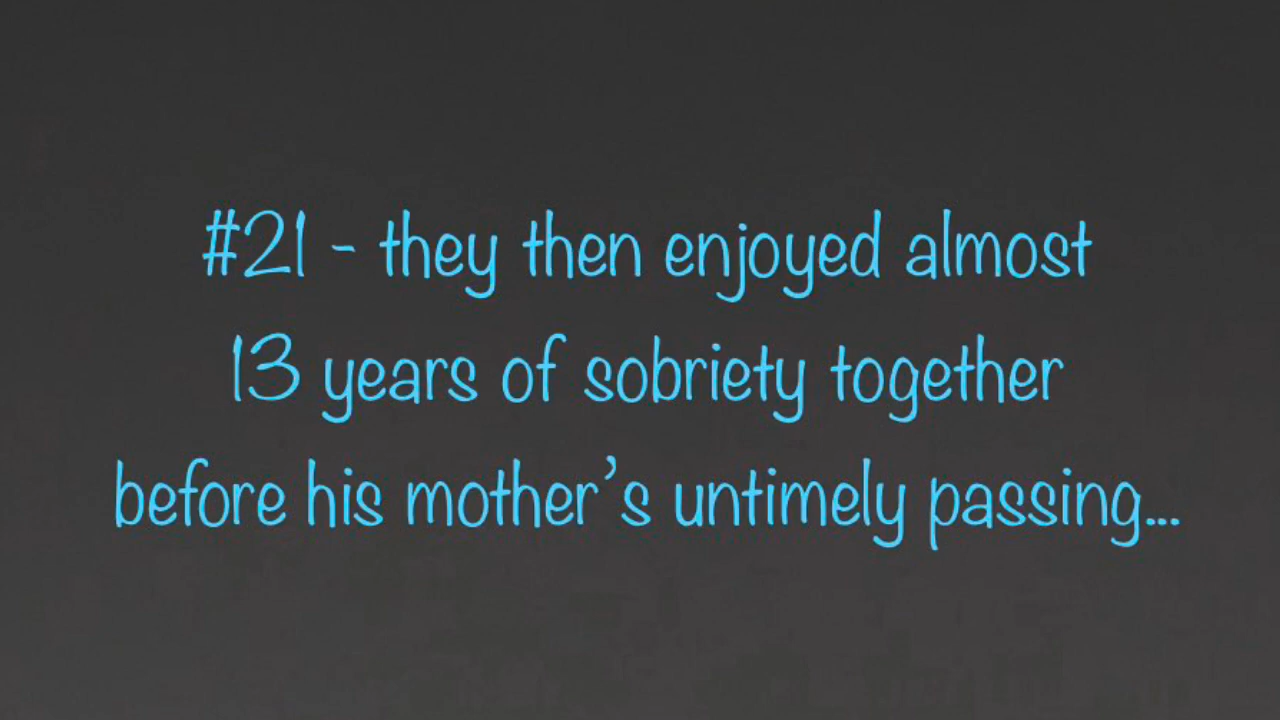 #21 - they then enjoyed almost
13 years of sobriety together
before his mother’s untimely passing...